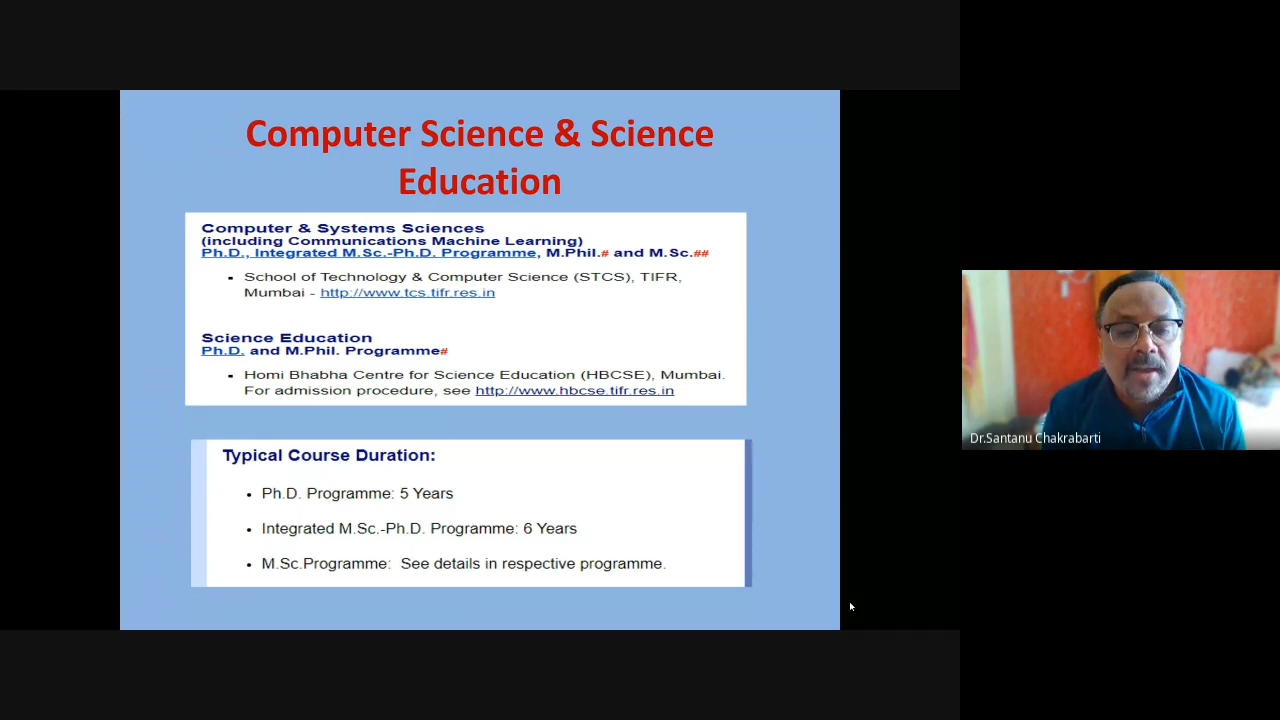 Computer Science & Science
Education
Computer & Systems Sciences
(including Communications Machine Learning)
Ph.D., Integrated M.Sc.-Ph.D. Programme, M.Phil.# and M.Sc.##
• School of Technology & Computer Science (STCS), TIFR,
Mumbai - http://www.tcs.tifr.res.in
Science Education
Ph.D. and M.Phil. Programme#
• Homi Bhabha Centre for Science Education (HBCSE), Mumbai.
For admission procedure, see http://www.hbcse.tifr.res.in
Typical Course Duration:
• Ph.D. Programme: 5 Years
• Integrated M.Sc.-Ph.D. Programme: 6 Years
• M.Sc.Programme: See details in respective programme.
Dr.Santanu Chakrabarti